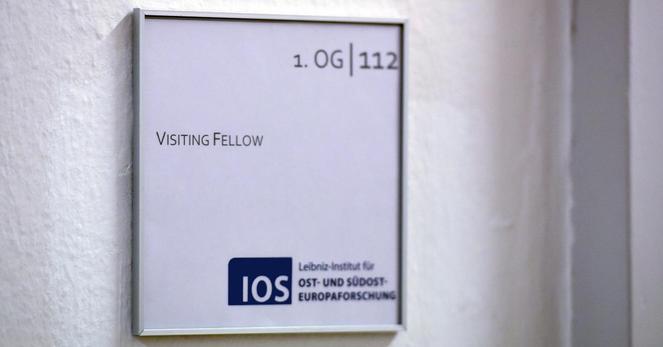 1. OG|112
VISITING FELLOW
IOS
Leibniz-Institut für
OST- UND SÜDOST-
EUROPAFORSCHUNG